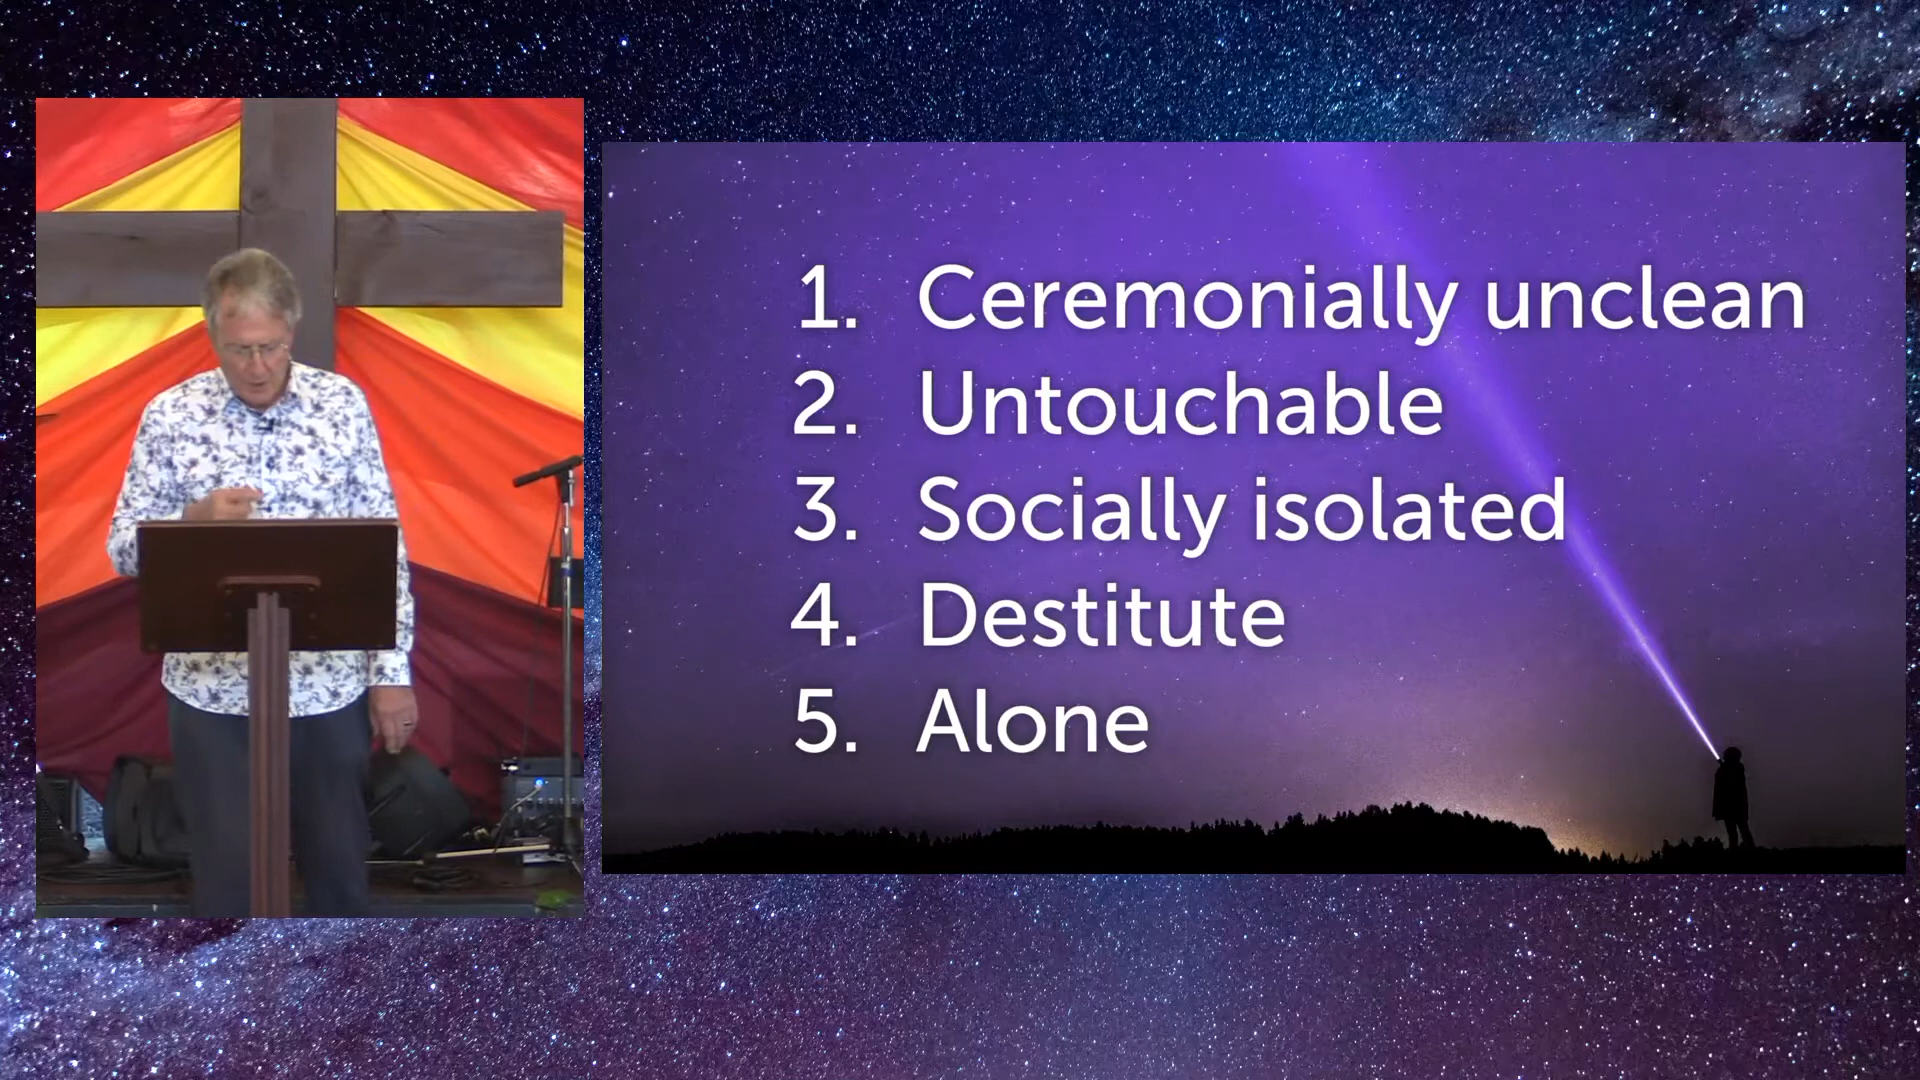 1. Ceremonially unclean
2. Untouchable
3. Socially isolated
4. Destitute
5. Alone